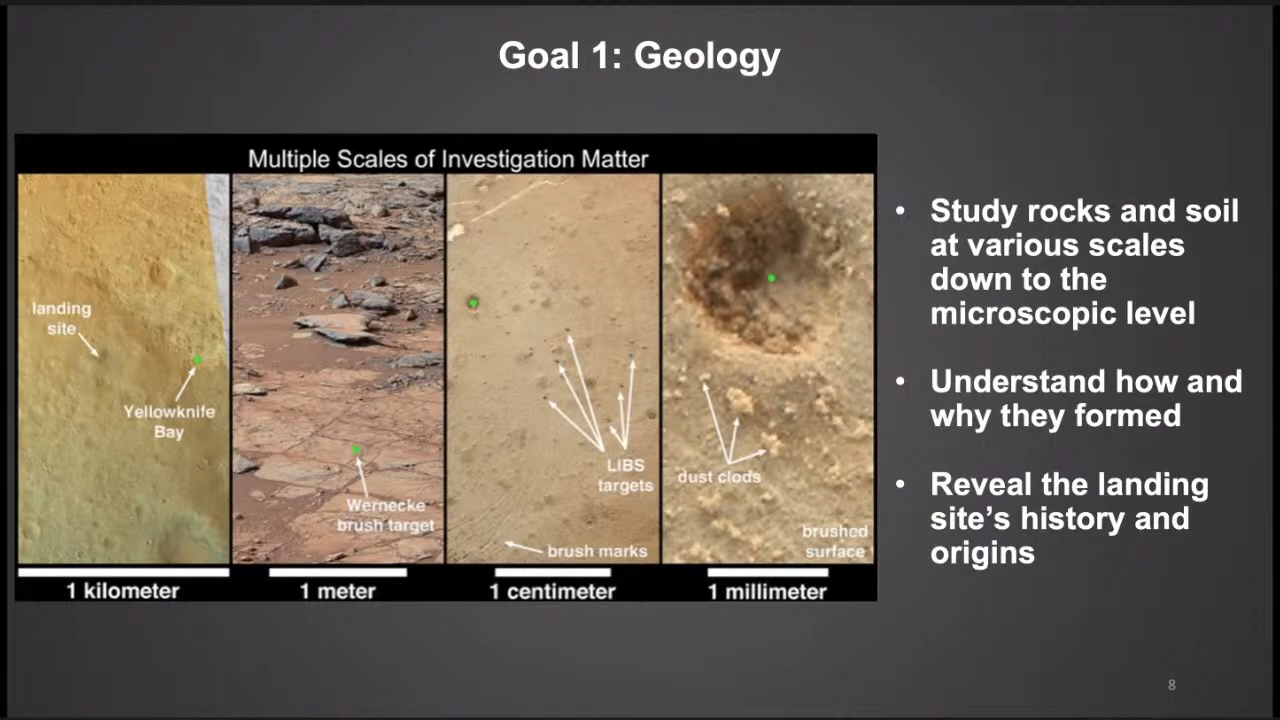 Goal 1: Geology
Multiple Scales of Investigation Matter
landing
site
Yellowknife
Bay
1 kilometer
Wernecke
brush target
1 meter
LIBS
targets
brush marks
1 centimeter
dust clods
brushed
surface
1 millimeter
• Study rocks and soil
at various scales
down to the
microscopic level
• Understand how and
why they formed
• Reveal the landing
site’s history and
origins
8